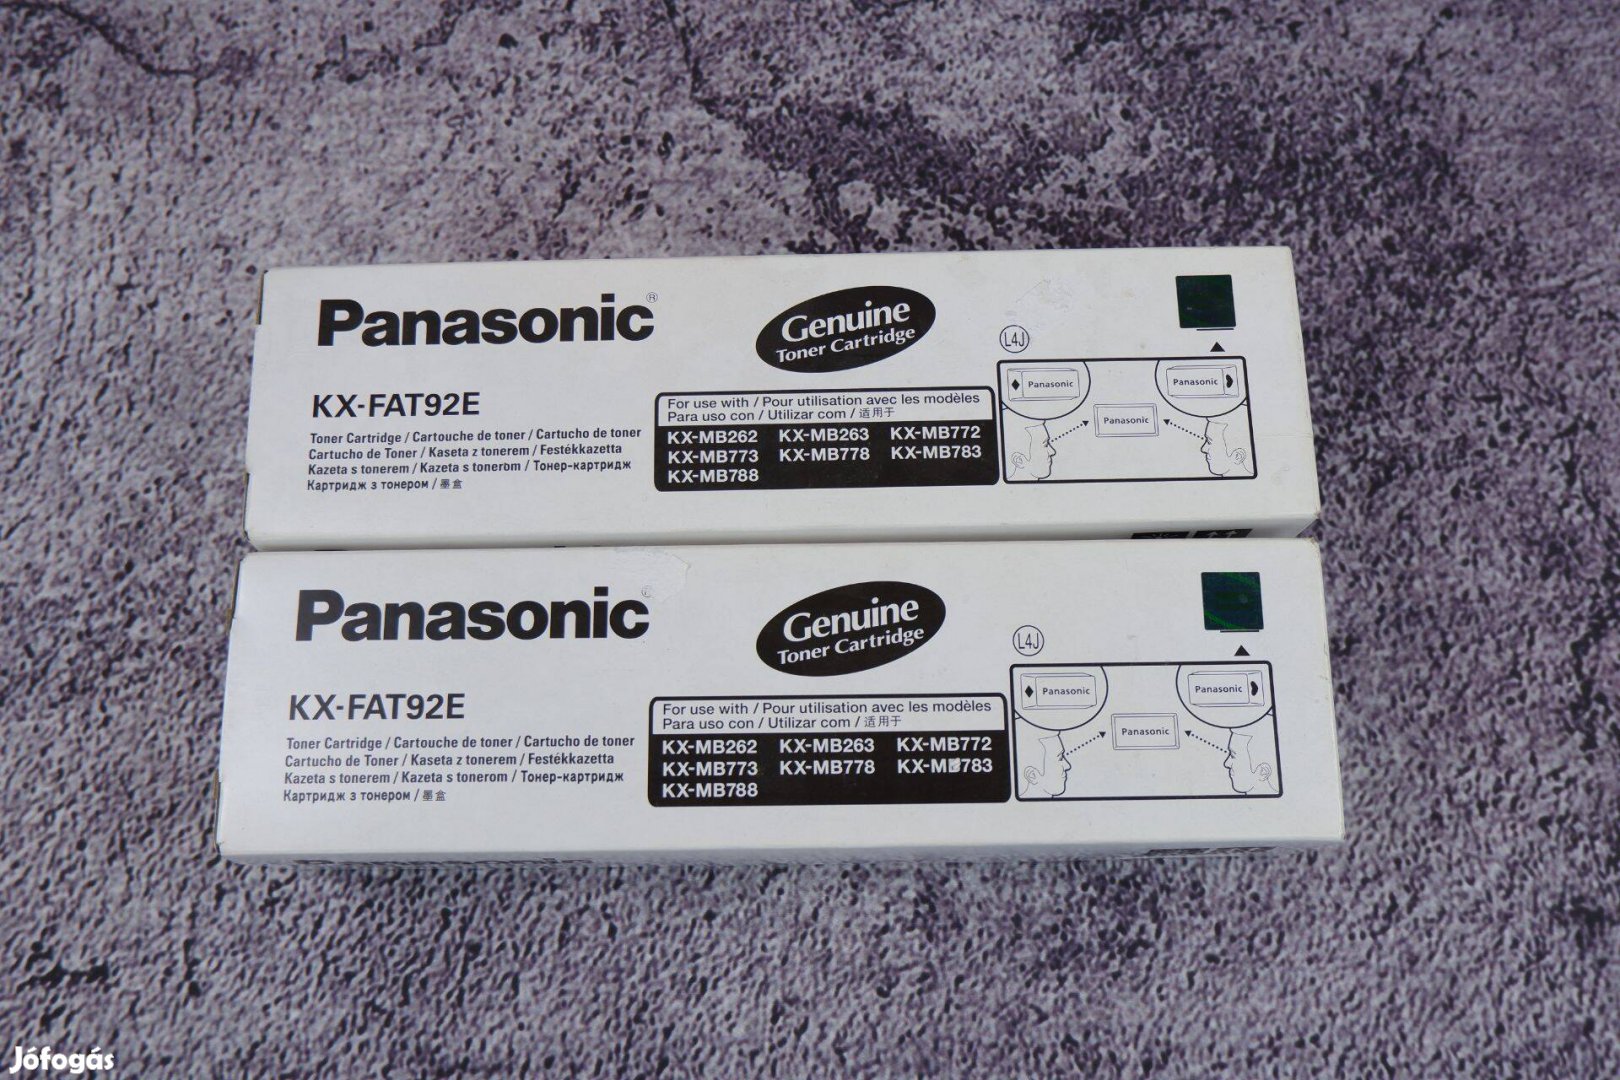 Panasonic®
Genuine
Toner Cartridge
L4J
Panasonic
Panasonic
Panasonic
KX-FAT92E
Toner Cartridge / Cartouche de toner / Cartucho de toner
Cartucho de Toner / Kaseta z tonerem / Festékkazetta
Kazeta s tonerem / Kazeta s tonerom / Тонер-картридж
Картридж з тонером / 墨盒
For use with / Pour utilisation avec les modèles
Para uso con / Utilizar com / 适用于
KX-MB262 KX-MB263 KX-MB772
KX-MB773 KX-MB778 KX-MB783
KX-MB788
Panasonic
Genuine
Toner Cartridge
L4J
Panasonic
Panasonic
Panasonic
KX-FAT92E
Toner Cartridge / Cartouche de toner / Cartucho de toner
Cartucho de Toner / Kaseta z tonerem / Festékkazetta
Kazeta s tonerem / Kazeta s tonerom / Тонер-картридж
Картридж з тонером / 墨盒
For use with / Pour utilisation avec les modèles
Para uso con / Utilizar com / 适用于
KX-MB262 KX-MB263 KX-MB772
KX-MB773 KX-MB778 KX-MB783
KX-MB788
Jófogás